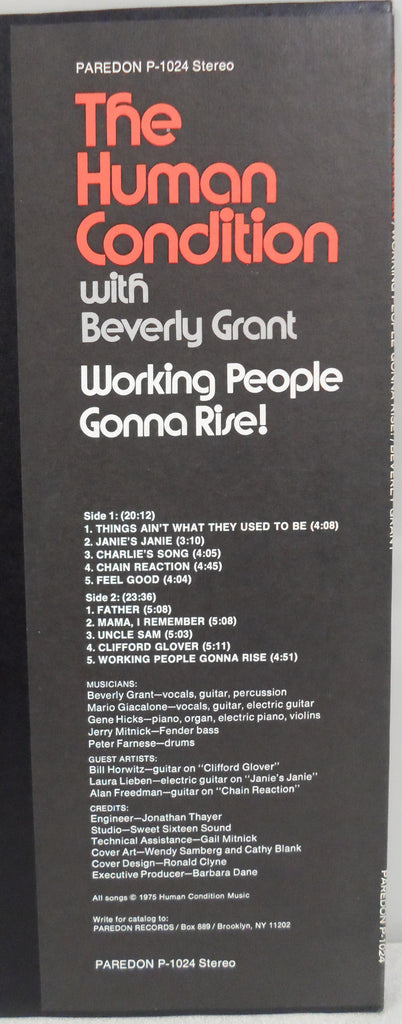 PAREDON P-1024 Stereo
The
Human
Condition
with
Beverly Grant
Working People
Gonna Rise!
Side 1: (20:12)
1. THINGS AIN'T WHAT THEY USED TO BE (4:08)
2. JANIE'S JANIE (3:10)
3. CHARLIE'S SONG (4:05)
4. CHAIN REACTION (4:45)
5. FEEL GOOD (4:04)
Side 2: (23:36)
1. FATHER (5:08)
2. MAMA, I REMEMBER (5:08)
3. UNCLE SAM (5:03)
4. CLIFFORD GLOVER (5:11)
5. WORKING PEOPLE GONNA RISE (4:51)
MUSICIANS:
Beverly Grant—vocals, guitar, percussion
Mario Giacalone—vocals, guitar, electric guitar
Gene Hicks—piano, organ, electric piano, violins
Jerry Mitnick—Fender bass
Peter Farnese—drums
GUEST ARTISTS:
Bill Horwitz—guitar on "Clifford Glover"
Laura Lieben—electric guitar on "Janie's Janie"
Alan Freedman—guitar on "Chain Reaction"
CREDITS:
Engineer—Jonathan Thayer
Studio—Sweet Sixteen Sound
Technical Assistance—Gail Mitnick
Cover Art—Wendy Samberg and Cathy Blank
Cover Design—Ronald Clyne
Executive Producer—Barbara Dane
All songs © 1975 Human Condition Music
Write for catalog to:
PAREDON RECORDS / Box 889 / Brooklyn, NY 11202
PAREDON P-1024 Stereo
WORKING PEOPLE GONNA RISE! / BEVERLY GRANT
PAREDON P-1024